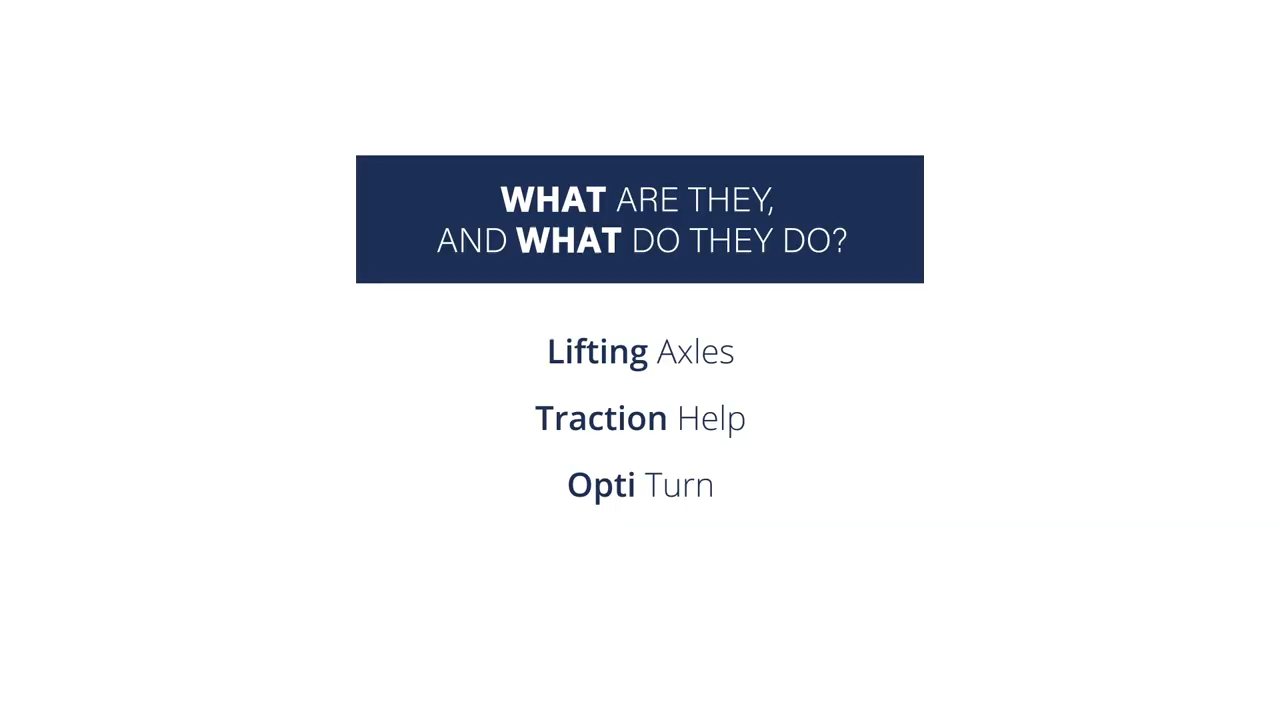 WHAT ARE THEY,
AND WHAT DO THEY DO?
Lifting Axles
Traction Help
Opti Turn